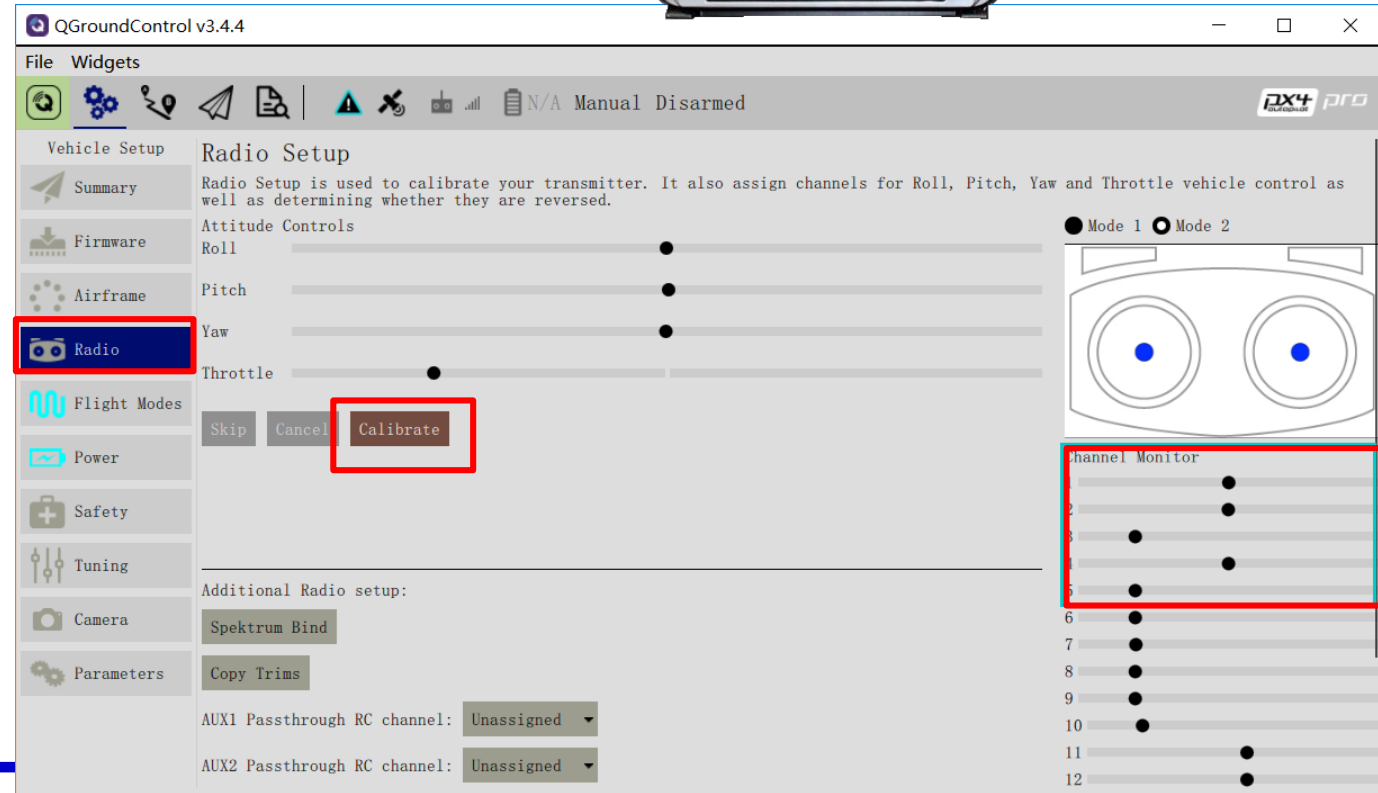 QGroundControl v3.4.4
File Widgets
N/A Manual Disarmed
px4 pro
autopilot
Vehicle Setup
Summary
Firmware
Airframe
Radio
Flight Modes
Power
Safety
Tuning
Camera
Parameters
Radio Setup
Radio Setup is used to calibrate your transmitter. It also assign channels for Roll, Pitch, Yaw and Throttle vehicle control as
well as determining whether they are reversed.
Attitude Controls
Roll
Pitch
Yaw
Throttle
Skip Cancel Calibrate
Additional Radio setup:
Spektrum Bind
Copy Trims
AUX1 Passthrough RC channel: Unassigned
AUX2 Passthrough RC channel: Unassigned
Mode 1 Mode 2
Channel Monitor
1
2
3
4
5
6
7
8
9
10
11
12